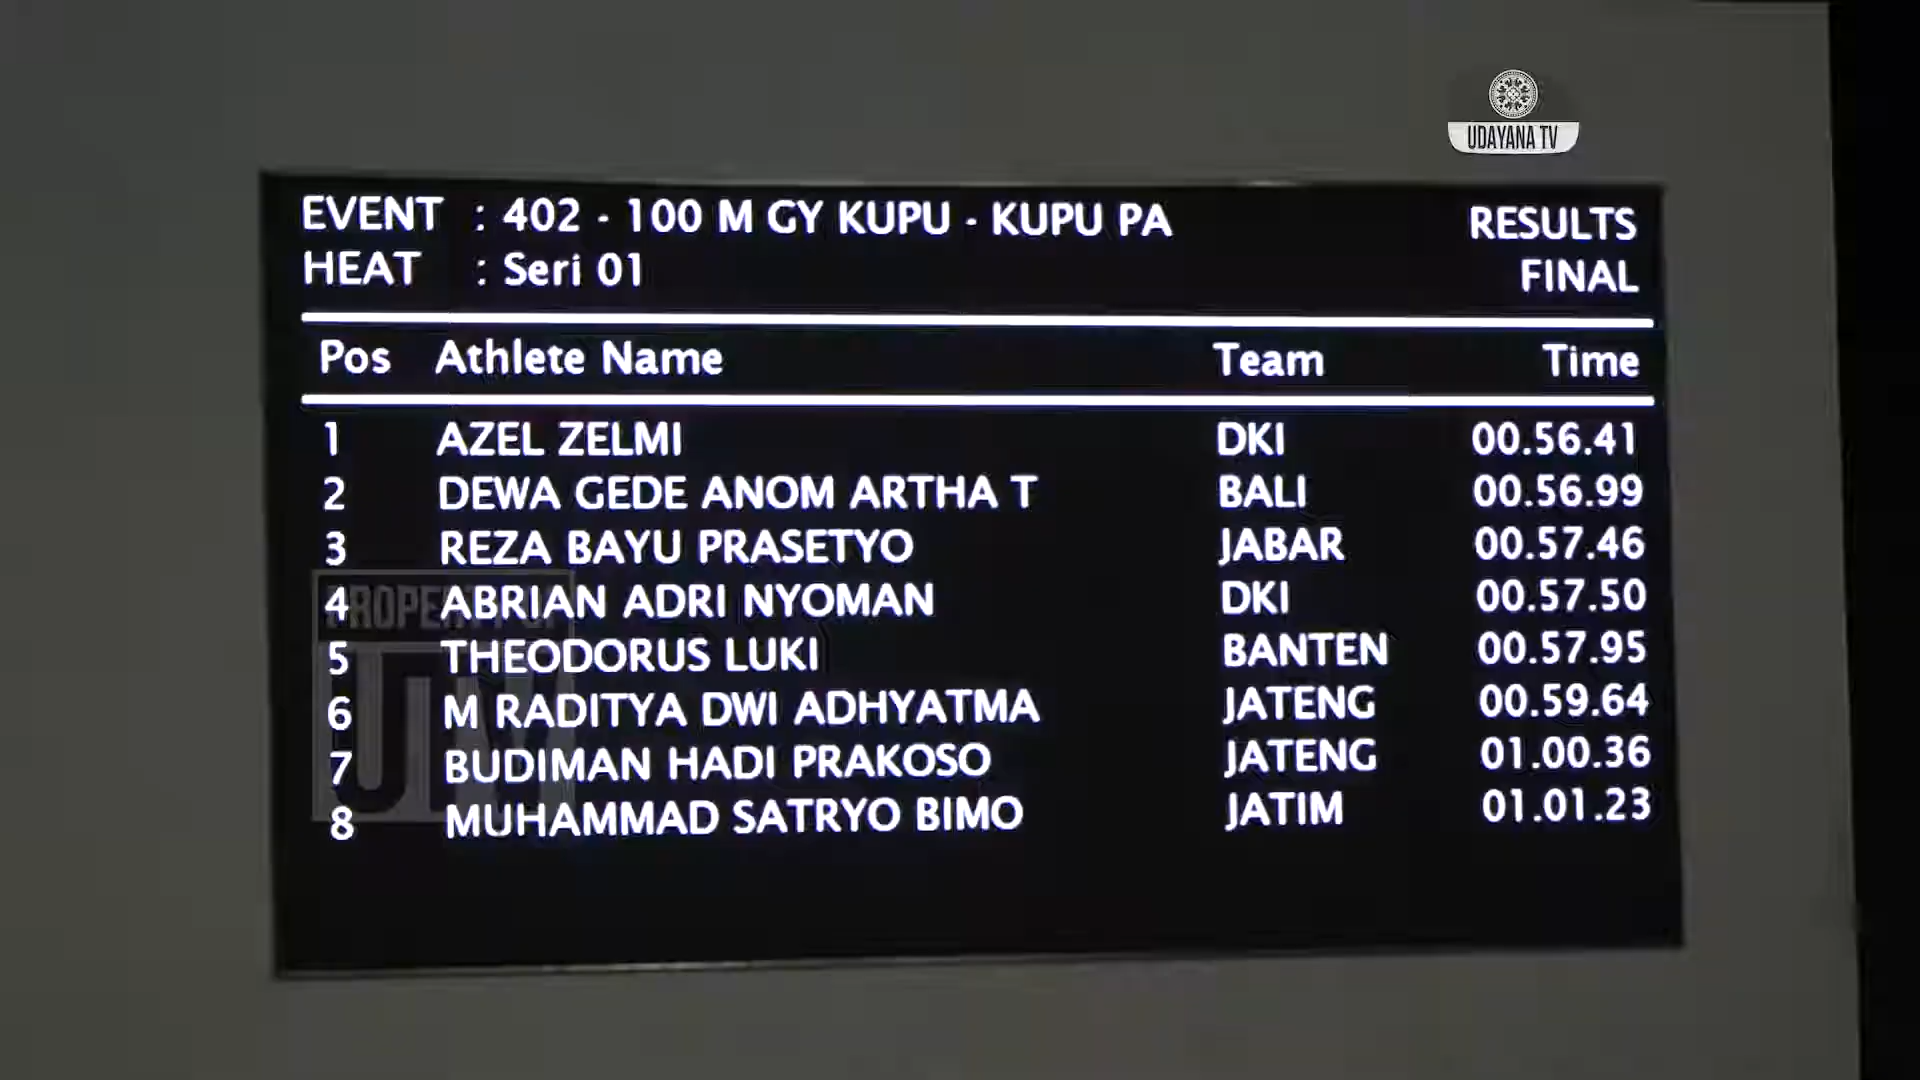 UDAYANA TV
EVENT : 402 - 100 M GY KUPU - KUPU PA RESULTS
HEAT : Seri 01 FINAL
Pos Athlete Name Team Time
1 AZEL ZELMI DKI 00.56.41
2 DEWA GEDE ANOM ARTHA T BALI 00.56.99
3 REZA BAYU PRASETYO JABAR 00.57.46
4 ABRIAN ADRI NYOMAN DKI 00.57.50
5 THEODORUS LUKI BANTEN 00.57.95
6 M RADITYA DWI ADHYATMA JATENG 00.59.64
7 BUDIMAN HADI PRAKOSO JATENG 01.00.36
8 MUHAMMAD SATRYO BIMO JATIM 01.01.23